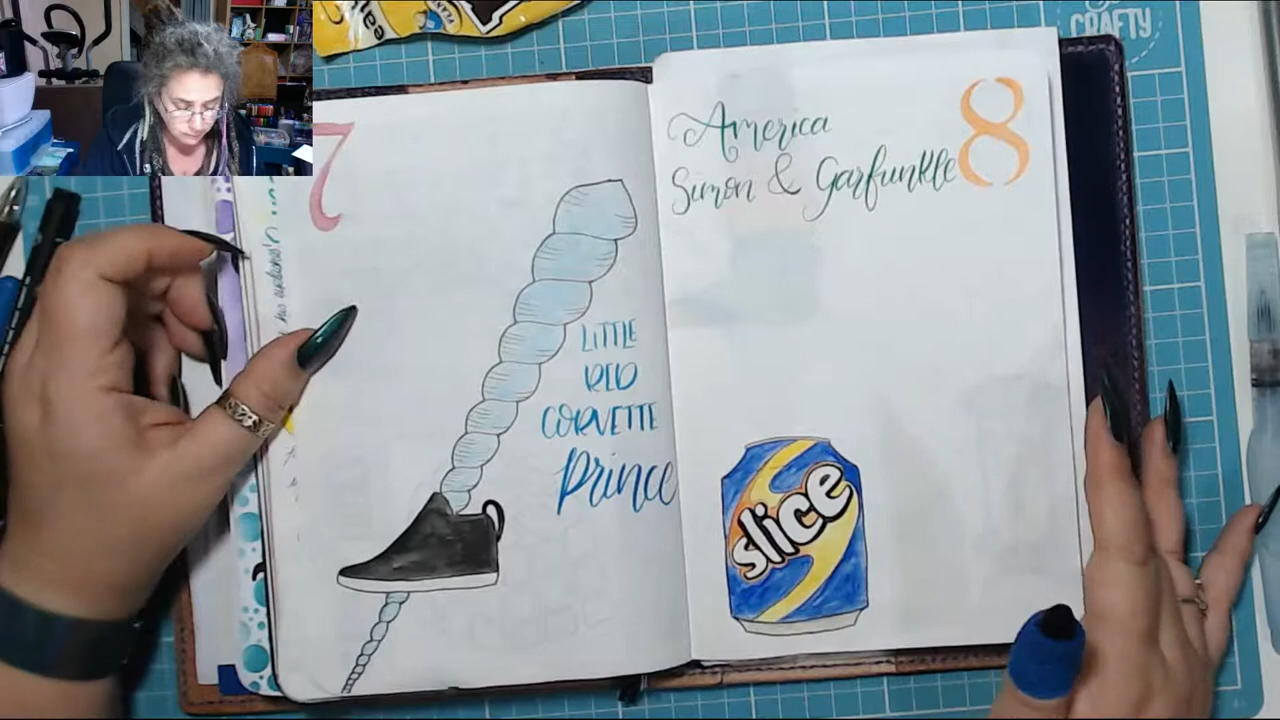 CRAFTY
7
LITTLE
RED
CORVETTE
Prince
America
8
Simon & Garfunkle
slice